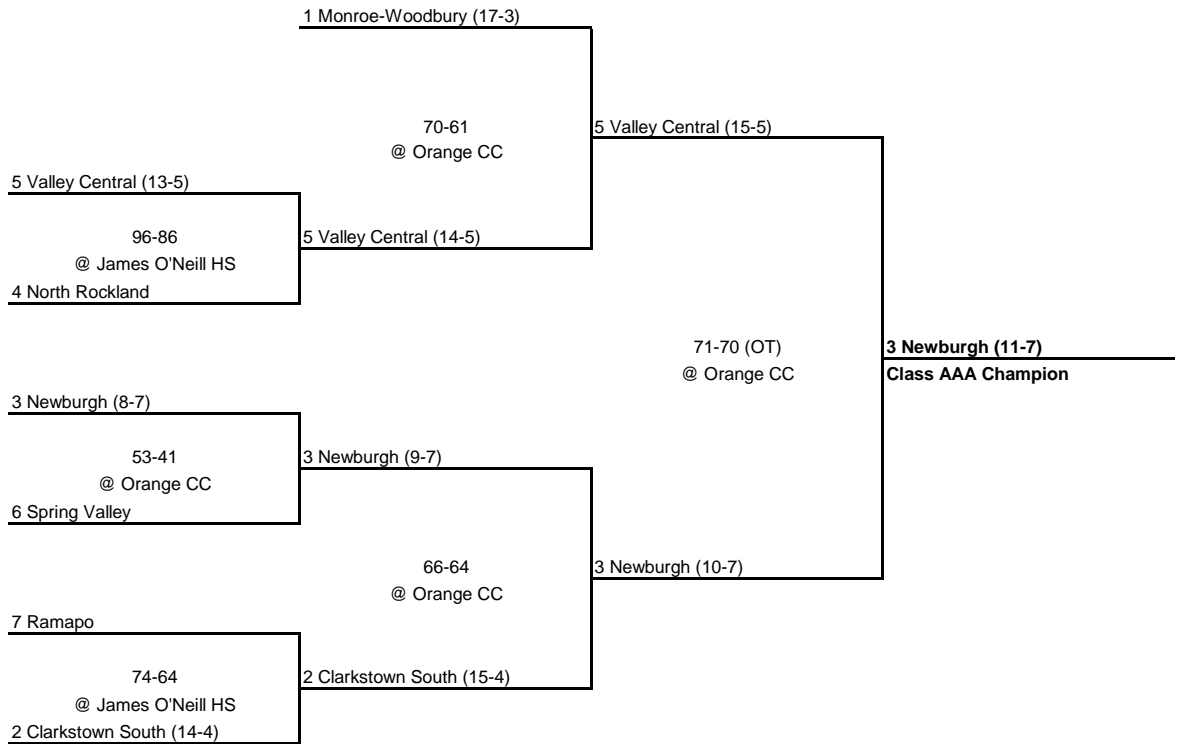 1 Monroe-Woodbury (17-3)
70-61
@ Orange CC
5 Valley Central (15-5)
5 Valley Central (13-5)
96-86
@ James O'Neill HS
5 Valley Central (14-5)
4 North Rockland
71-70 (OT)
@ Orange CC
3 Newburgh (11-7)
Class AAA Champion
3 Newburgh (8-7)
53-41
@ Orange CC
3 Newburgh (9-7)
6 Spring Valley
66-64
@ Orange CC
3 Newburgh (10-7)
7 Ramapo
74-64
@ James O'Neill HS
2 Clarkstown South (15-4)
2 Clarkstown South (14-4)